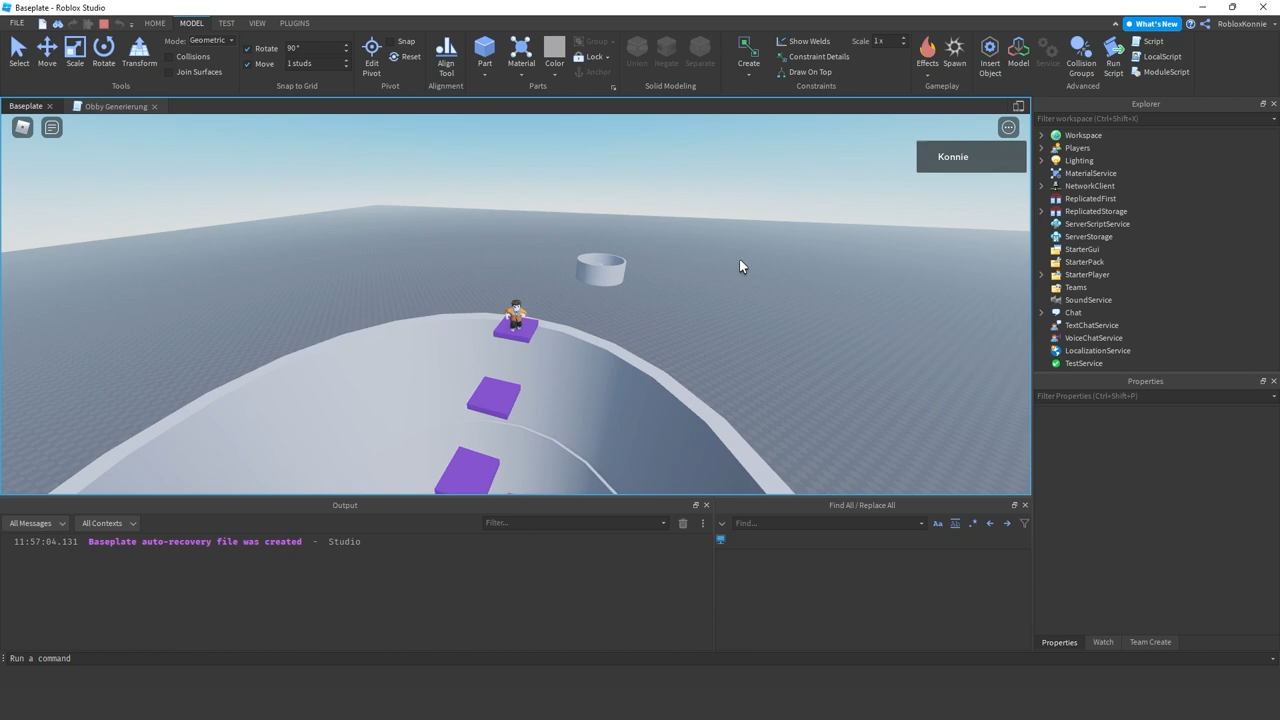 Baseplate - Roblox Studio
FILE HOME MODEL TEST VIEW PLUGINS What's New RobloxKonnie
Select Move Scale Rotate Transform
Mode: Geometric
Collisions
Join Surfaces
Tools
Rotate 90°
Move 1 studs
Snap to Grid
Edit Pivot
Snap
Reset
Pivot
Align Tool
Alignment
Part Material Color
Group
Lock
Anchor
Parts
Union Negate Separate
Solid Modeling
Create
Show Welds Scale 1 x
Constraint Details
Draw On Top
Constraints
Effects Spawn
Gameplay
Insert Object Model Service Collision Groups Run Script
Script
LocalScript
ModuleScript
Advanced
Baseplate Obby Generierung
Konnie
Explorer
Filter workspace (Ctrl+Shift+X)
Workspace
Players
Lighting
MaterialService
NetworkClient
ReplicatedFirst
ReplicatedStorage
ServerScriptService
ServerStorage
StarterGui
StarterPack
StarterPlayer
Teams
SoundService
Chat
TextChatService
VoiceChatService
LocalizationService
TestService
Properties
Filter Properties (Ctrl+Shift+P)
Properties Watch Team Create
Output
All Messages All Contexts Filter...
11:57:04.131 Baseplate auto-recovery file was created - Studio
Find All / Replace All
Find... Aa Ab .*
Run a command